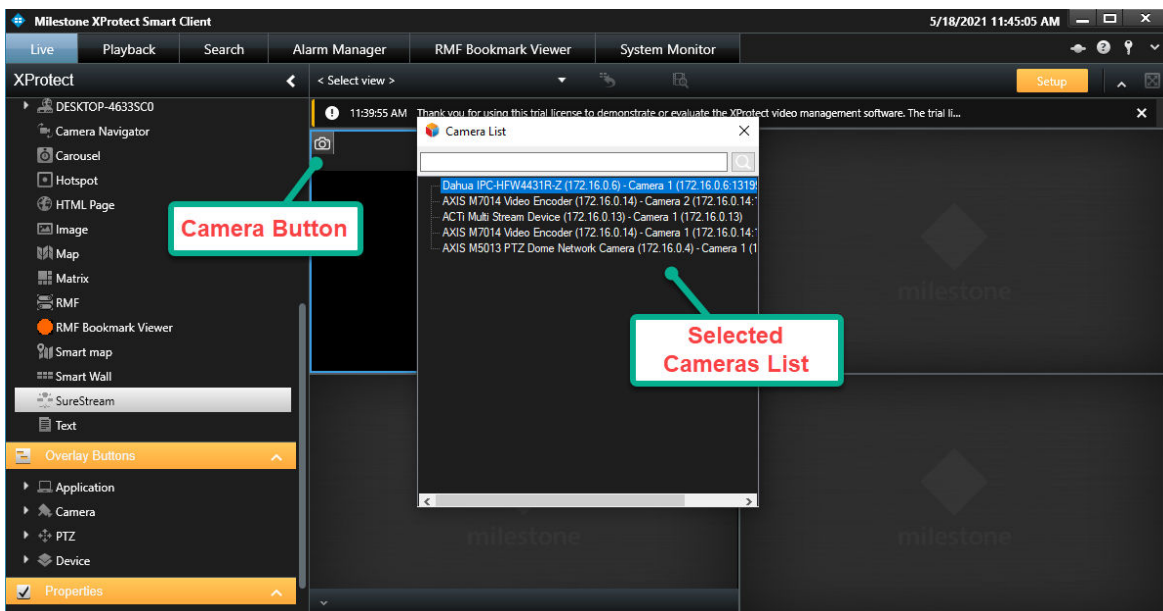 Milestone XProtect Smart Client
5/18/2021 11:45:05 AM
Live
Playback
Search
Alarm Manager
RMF Bookmark Viewer
System Monitor
XProtect
< Select view >
Setup
DESKTOP-4633SC0
Camera Navigator
Carousel
Hotspot
HTML Page
Image
Map
Matrix
RMF
RMF Bookmark Viewer
Smart map
Smart Wall
SureStream
Text
Overlay Buttons
Application
Camera
PTZ
Device
Properties
11:39:55 AM Thank you for using this trial license to demonstrate or evaluate the XProtect video management software. The trial li...
Camera List
Dahua IPC-HFW4431R-Z (172.16.0.6) - Camera 1 (172.16.0.6:1319
AXIS M7014 Video Encoder (172.16.0.14) - Camera 2 (172.16.0.14:
ACTi Multi Stream Device (172.16.0.13) - Camera 1 (172.16.0.13)
AXIS M7014 Video Encoder (172.16.0.14) - Camera 1 (172.16.0.14:
AXIS M5013 PTZ Dome Network Camera (172.16.0.4) - Camera 1 (1
Camera Button
Selected
Cameras List
milestone
milestone
milestone